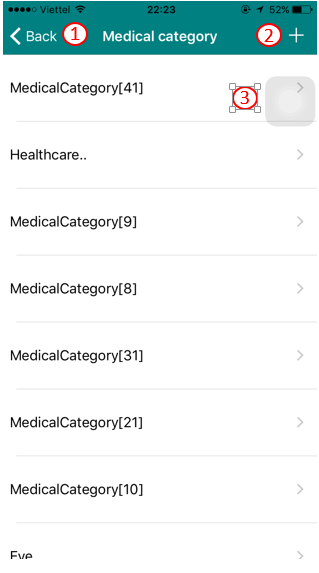 Viettel 22:23 52%
Back 1 Medical category 2
MedicalCategory[41]
3
Healthcare..
MedicalCategory[9]
MedicalCategory[8]
MedicalCategory[31]
MedicalCategory[21]
MedicalCategory[10]
Eye